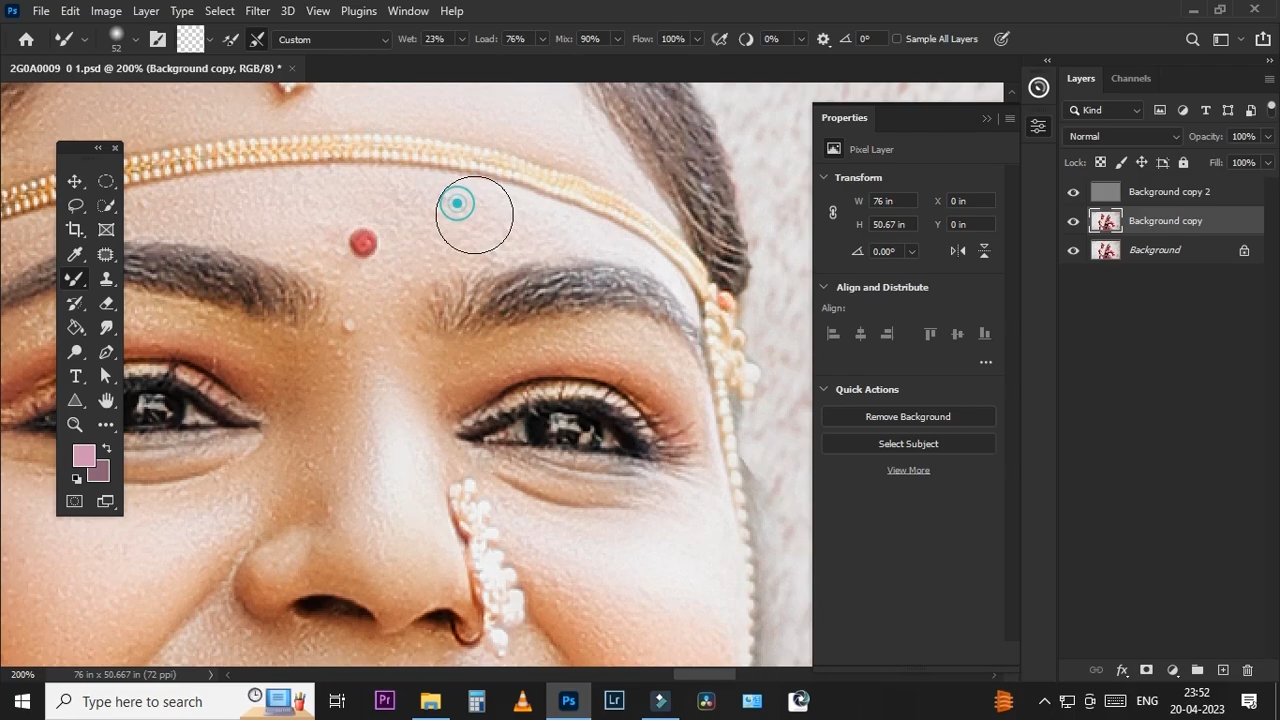 Ps File Edit Image Layer Type Select Filter 3D View Plugins Window Help
52 Custom Wet: 23% Load: 76% Mix: 90% Flow: 100% 0% 0° Sample All Layers
2G0A0009 0 1.psd @ 200% (Background copy, RGB/8) *
Properties
Pixel Layer
Transform
W 76 in X 0 in
H 50.67 in Y 0 in
0.00°
Align and Distribute
Align:
Quick Actions
Remove Background
Select Subject
View More
Layers Channels
Kind
Normal Opacity: 100%
Lock: Fill: 100%
Background copy 2
Background copy
Background
200% 76 in x 50.667 in (72 ppi)
Type here to search
Pr Ps Lr
ENG
23:52
20-04-2023